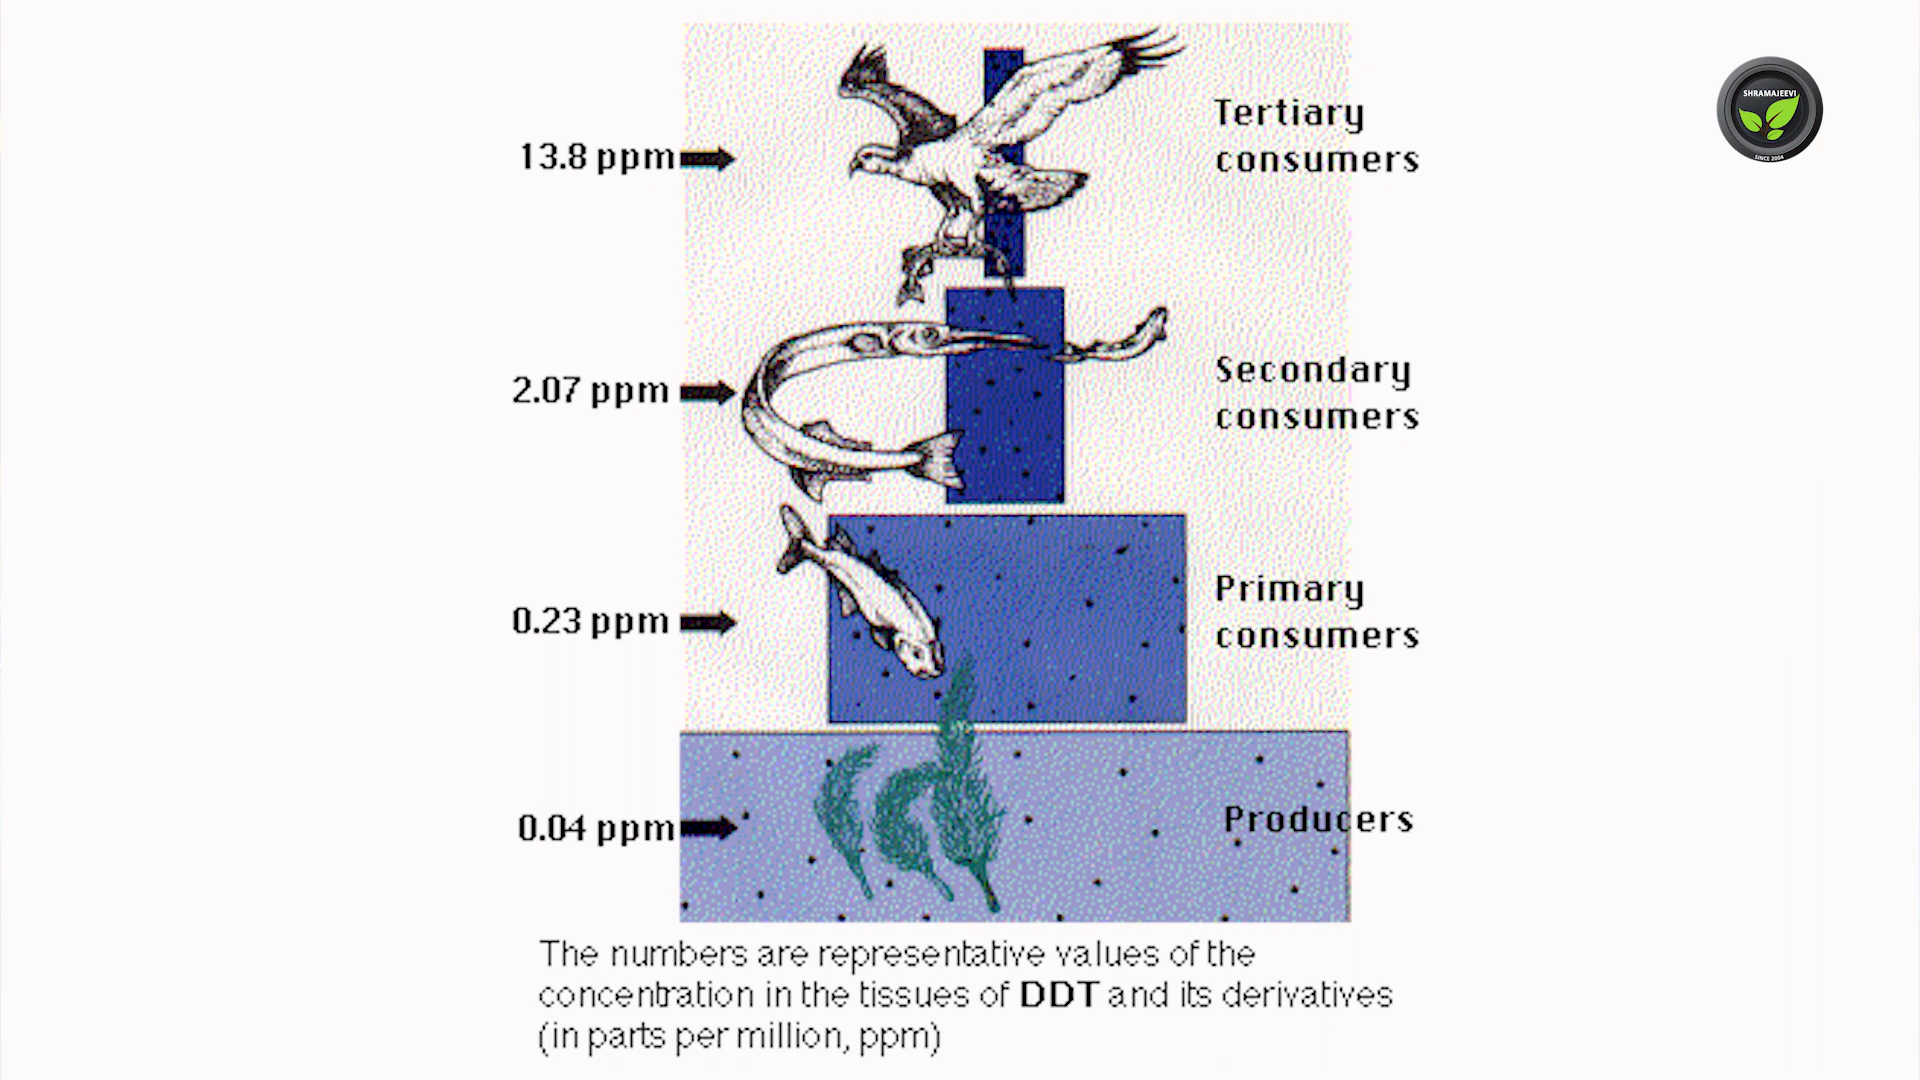 13.8 ppm
Tertiary
consumers
SHRAMAJEEVI
SINCE 2004
2.07 ppm
Secondary
consumers
0.23 ppm
Primary
consumers
0.04 ppm
Producers
The numbers are representative values of the
concentration in the tissues of DDT and its derivatives
(in parts per million, ppm)